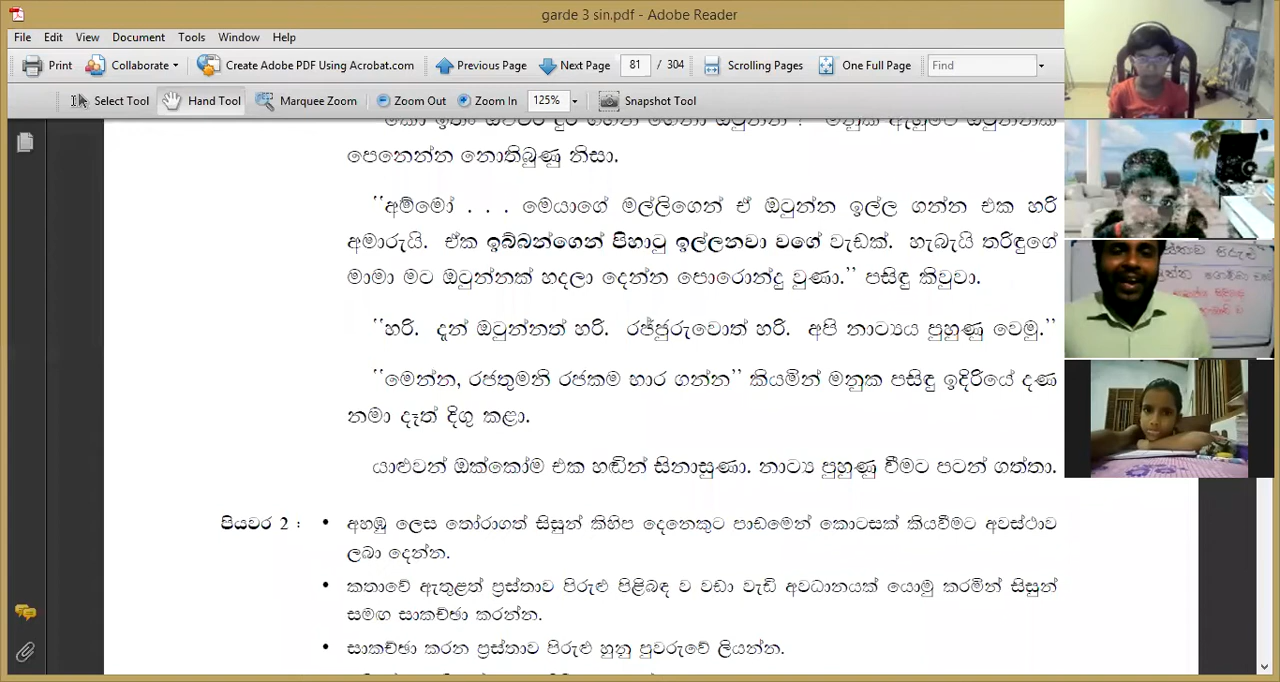 garde 3 sin.pdf - Adobe Reader
File Edit View Document Tools Window Help
Print Collaborate Create Adobe PDF Using Acrobat.com Previous Page Next Page 81 / 304 Scrolling Pages One Full Page Find
Select Tool Hand Tool Marquee Zoom Zoom Out Zoom In 125% Snapshot Tool
පෙනෙන්න නොතිබුණු නිසා.
“අම්මෝ . . . මෙයාගේ මල්ලිගෙන් ඒ ඔටුන්න ඉල්ල ගන්න එක හරි
අමාරුයි. ඒක ඉබ්බන්ගෙන් පිහාටු ඉල්ලනවා වගේ වැඩක්. හැබැයි තරිඳුගේ
මාමා මට ඔටුන්නක් හදලා දෙන්න පොරොන්දු වුණා.” පසිඳු කිවුවා.
“හරි. දැන් ඔටුන්නත් හරි. රජ්ජුරුවොත් හරි. අපි නාට්‍යය පුහුණු වෙමු.”
“මෙන්න, රජතුමනි රජකම භාර ගන්න” කියමින් මනුක පසිඳු ඉදිරියේ දණ
නමා දෑත් දිගු කළා.
යාළුවන් ඔක්කෝම එක හඬින් සිනාසුණා. නාට්‍ය පුහුණු වීමට පටන් ගත්තා.
පියවර 2 : • අහඹු ලෙස තෝරාගත් සිසුන් කිහිප දෙනෙකුට පාඩමෙන් කොටසක් කියවීමට අවස්ථාව
ලබා දෙන්න.
• කතාවේ ඇතුළත් ප්‍රස්තාව පිරුළු පිළිබඳ ව වඩා වැඩි අවධානයක් යොමු කරමින් සිසුන්
සමඟ සාකච්ඡා කරන්න.
• සාකච්ඡා කරන ප්‍රස්තාව පිරුළු හුනු පුවරුවේ ලියන්න.